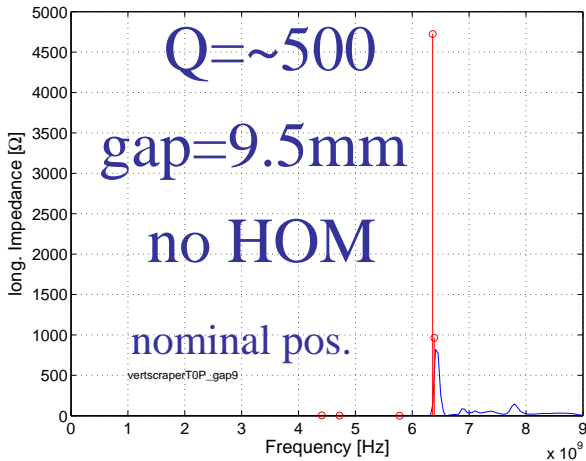 Q=~500
gap=9.5mm
no HOM
nominal pos.
vertscraperT0P_gap9
long. Impedance [Ω]
5000
4500
4000
3500
3000
2500
2000
1500
1000
500
0
0 1 2 3 4 5 6 7 8 9
Frequency [Hz]
x 10⁹